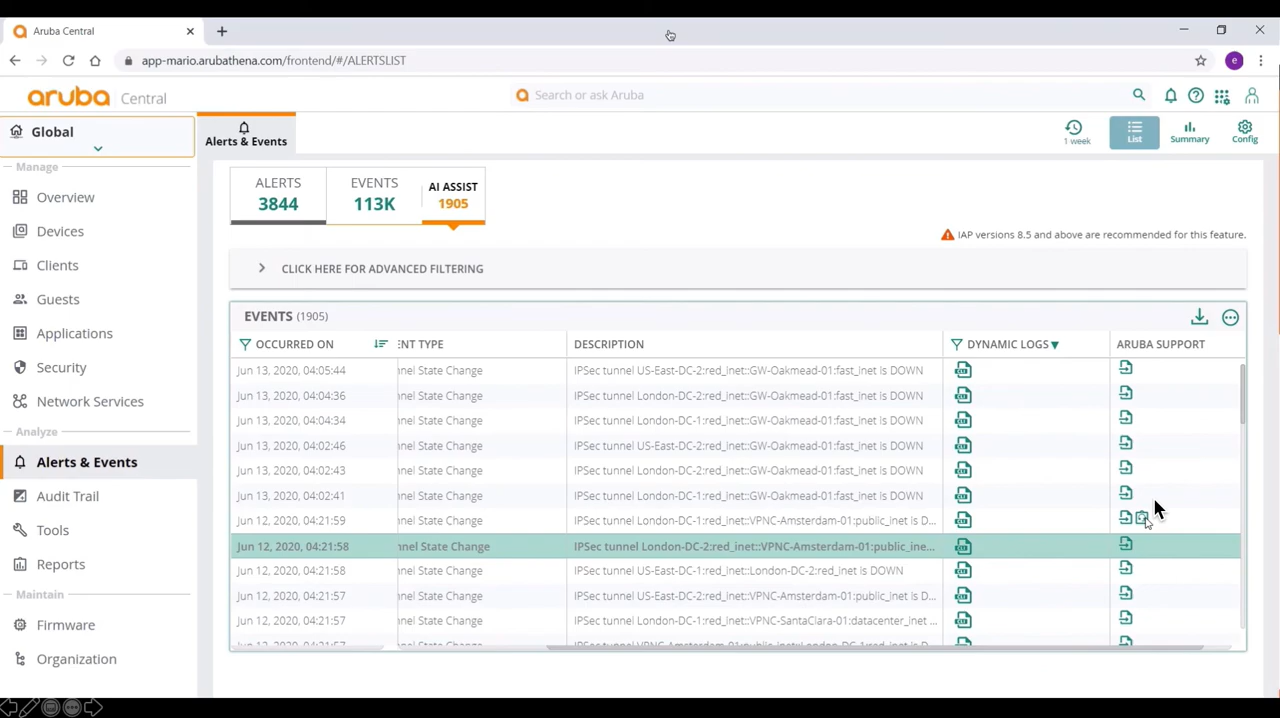 Aruba Central
app-mario.arubathena.com/frontend/#/ALERTSLIST
e
aruba Central
Search or ask Aruba
Global
Alerts & Events
1 week
List
Summary
Config
Manage
Overview
Devices
Clients
Guests
Applications
Security
Network Services
Analyze
Alerts & Events
Audit Trail
Tools
Reports
Maintain
Firmware
Organization
ALERTS
3844
EVENTS
113K
AI ASSIST
1905
IAP versions 8.5 and above are recommended for this feature.
CLICK HERE FOR ADVANCED FILTERING
EVENTS (1905)
OCCURRED ON ENT TYPE DESCRIPTION DYNAMIC LOGS ARUBA SUPPORT
Jun 13, 2020, 04:05:44 nnel State Change IPSec tunnel US-East-DC-2:red_inet::GW-Oakmead-01:fast_inet is DOWN
Jun 13, 2020, 04:04:36 nnel State Change IPSec tunnel London-DC-2:red_inet::GW-Oakmead-01:fast_inet is DOWN
Jun 13, 2020, 04:04:34 nnel State Change IPSec tunnel London-DC-1:red_inet::GW-Oakmead-01:fast_inet is DOWN
Jun 13, 2020, 04:02:46 nnel State Change IPSec tunnel US-East-DC-2:red_inet::GW-Oakmead-01:fast_inet is DOWN
Jun 13, 2020, 04:02:43 nnel State Change IPSec tunnel London-DC-2:red_inet::GW-Oakmead-01:fast_inet is DOWN
Jun 13, 2020, 04:02:41 nnel State Change IPSec tunnel London-DC-1:red_inet::GW-Oakmead-01:fast_inet is DOWN
Jun 12, 2020, 04:21:59 nnel State Change IPSec tunnel London-DC-1:red_inet::VPNC-Amsterdam-01:public_inet is D...
Jun 12, 2020, 04:21:58 nnel State Change IPSec tunnel London-DC-2:red_inet::VPNC-Amsterdam-01:public_ine...
Jun 12, 2020, 04:21:58 nnel State Change IPSec tunnel US-East-DC-1:red_inet::London-DC-2:red_inet is DOWN
Jun 12, 2020, 04:21:57 nnel State Change IPSec tunnel US-East-DC-2:red_inet::VPNC-Amsterdam-01:public_inet is D...
Jun 12, 2020, 04:21:57 nnel State Change IPSec tunnel London-DC-1:red_inet::VPNC-SantaClara-01:datacenter_inet ...